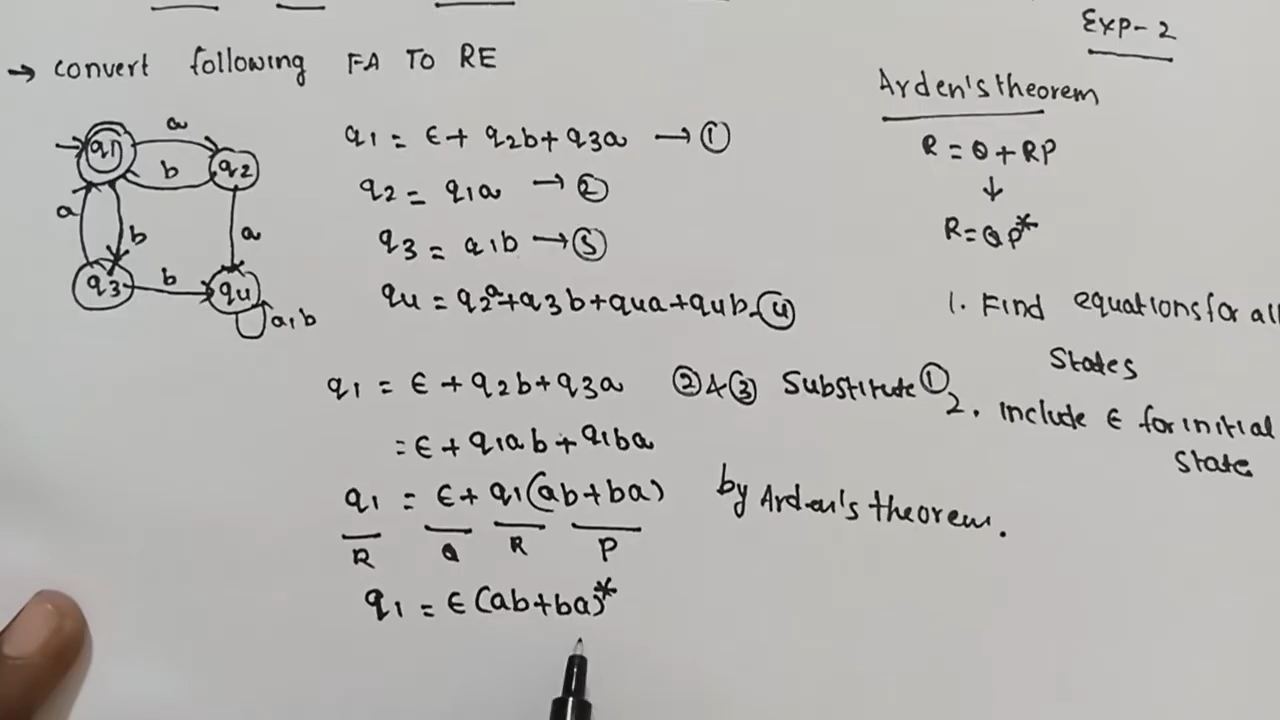 Exp-2
→ convert following FA TO RE
q1
a
b
q2
a
b
a
q3
b
q4
a,b
q1 = ε + q2b + q3a → ①
q2 = q1a → ②
q3 = q1b → ③
q4 = q2a + q3b + q4a + q4b - ④
q1 = ε + q2b + q3a ② & ③ Substitute ①
= ε + q1ab + q1ba
q1 = ε + q1(ab + ba) by Arden's theorem.
R Q R P
q1 = ε (ab+ba)*
Arden's theorem
R = Q + RP
↓
R = QP*
1. Find equations for all
States
2. include ε for initial
State